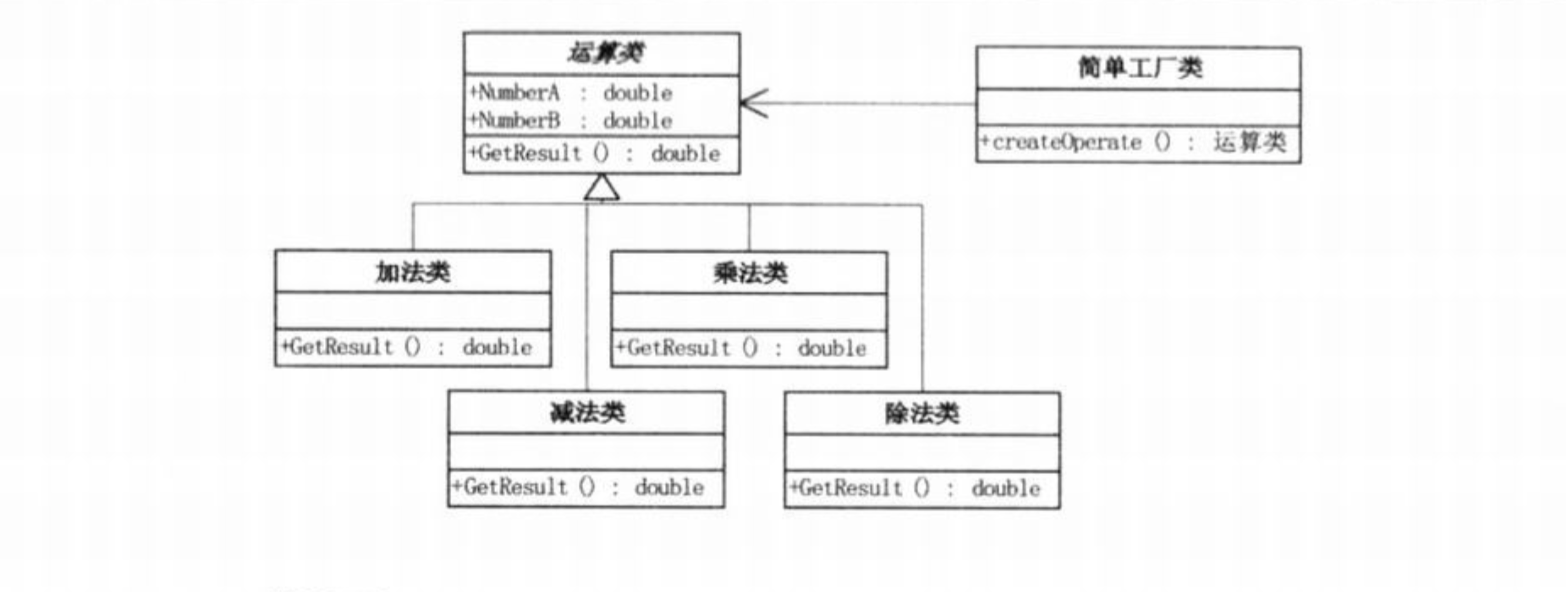 运算类
+NumberA : double
+NumberB : double
+GetResult () : double
简单工厂类
+createOperate () : 运算类
加法类
+GetResult () : double
乘法类
+GetResult () : double
减法类
+GetResult () : double
除法类
+GetResult () : double